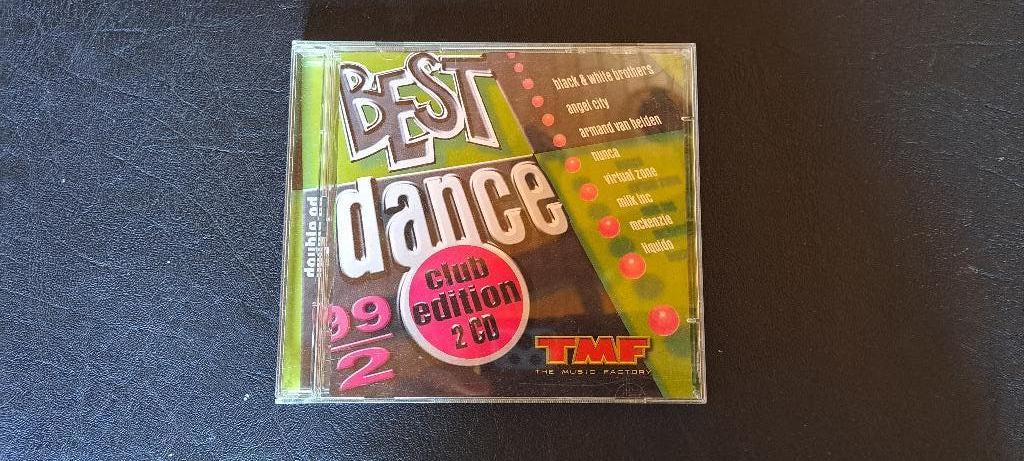 BEST
dance
99/2
club
edition
2 CD
black & white brothers
angel city
armand van helden
nunca
virtual zone
milk inc
mckenzie
liquido
TMF
THE MUSIC FACTORY
double cd